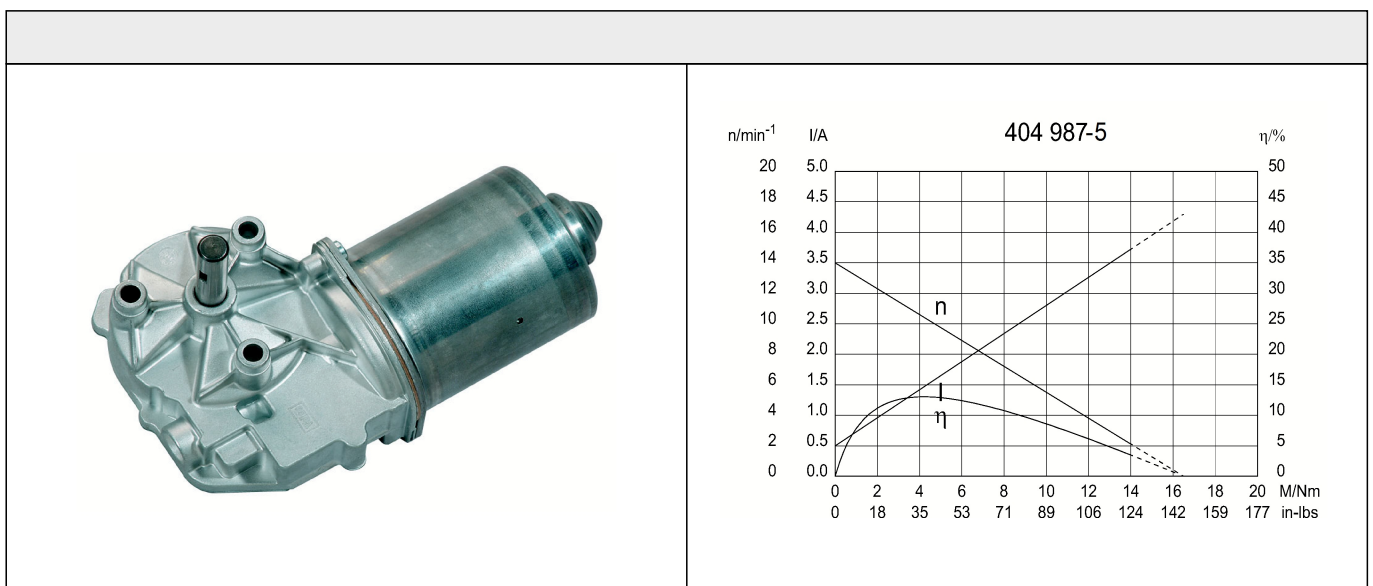 n/min-1 I/A 404 987-5 η/%
20 5.0 50
18 4.5 45
16 4.0 40
14 3.5 35
12 3.0 30
n
10 2.5 25
8 2.0 20
6 1.5 15
I
4 1.0 10
η
2 0.5 5
0 0.0 0
0 2 4 6 8 10 12 14 16 18 20 M/Nm
0 18 35 53 71 89 106 124 142 159 177 in-lbs